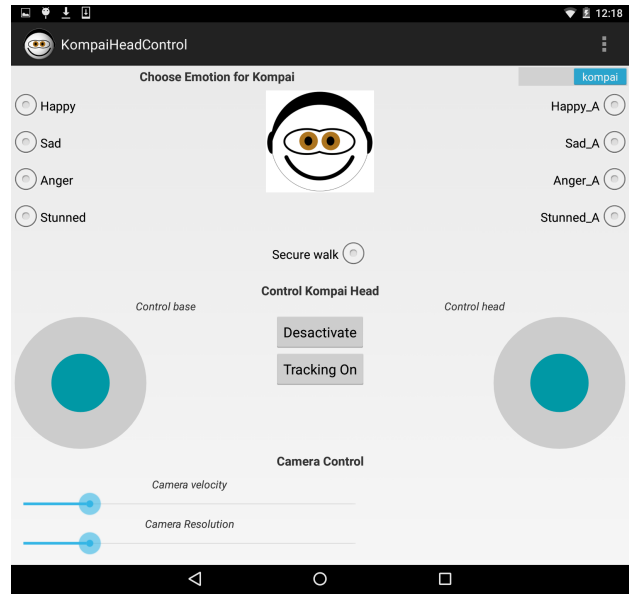 12:18
KompaiHeadControl
Choose Emotion for Kompai
kompai
Happy
Happy_A
Sad
Sad_A
Anger
Anger_A
Stunned
Stunned_A
Secure walk
Control Kompai Head
Control base
Control head
Desactivate
Tracking On
Camera Control
Camera velocity
Camera Resolution